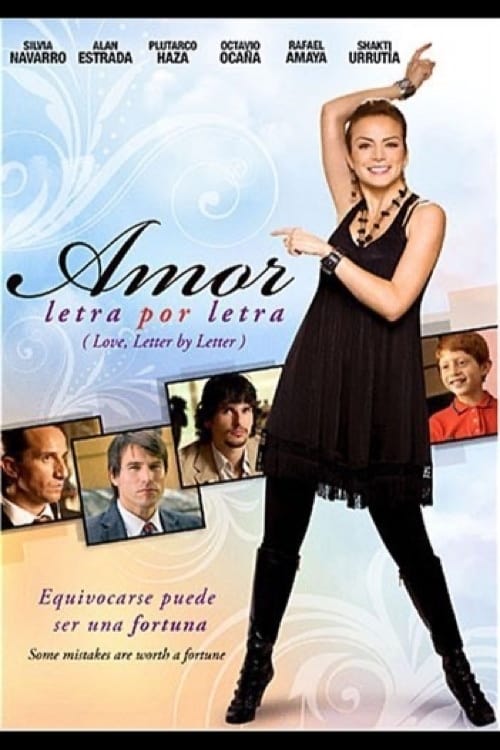 SILVIA NAVARRO
ALAN ESTRADA
PLUTARCO HAZA
OCTAVIO OCAÑA
RAFAEL AMAYA
SHAKTI URRUTIA
Amor
letra por letra
( Love, Letter by Letter )
Equivocarse puede
ser una fortuna
Some mistakes are worth a fortune